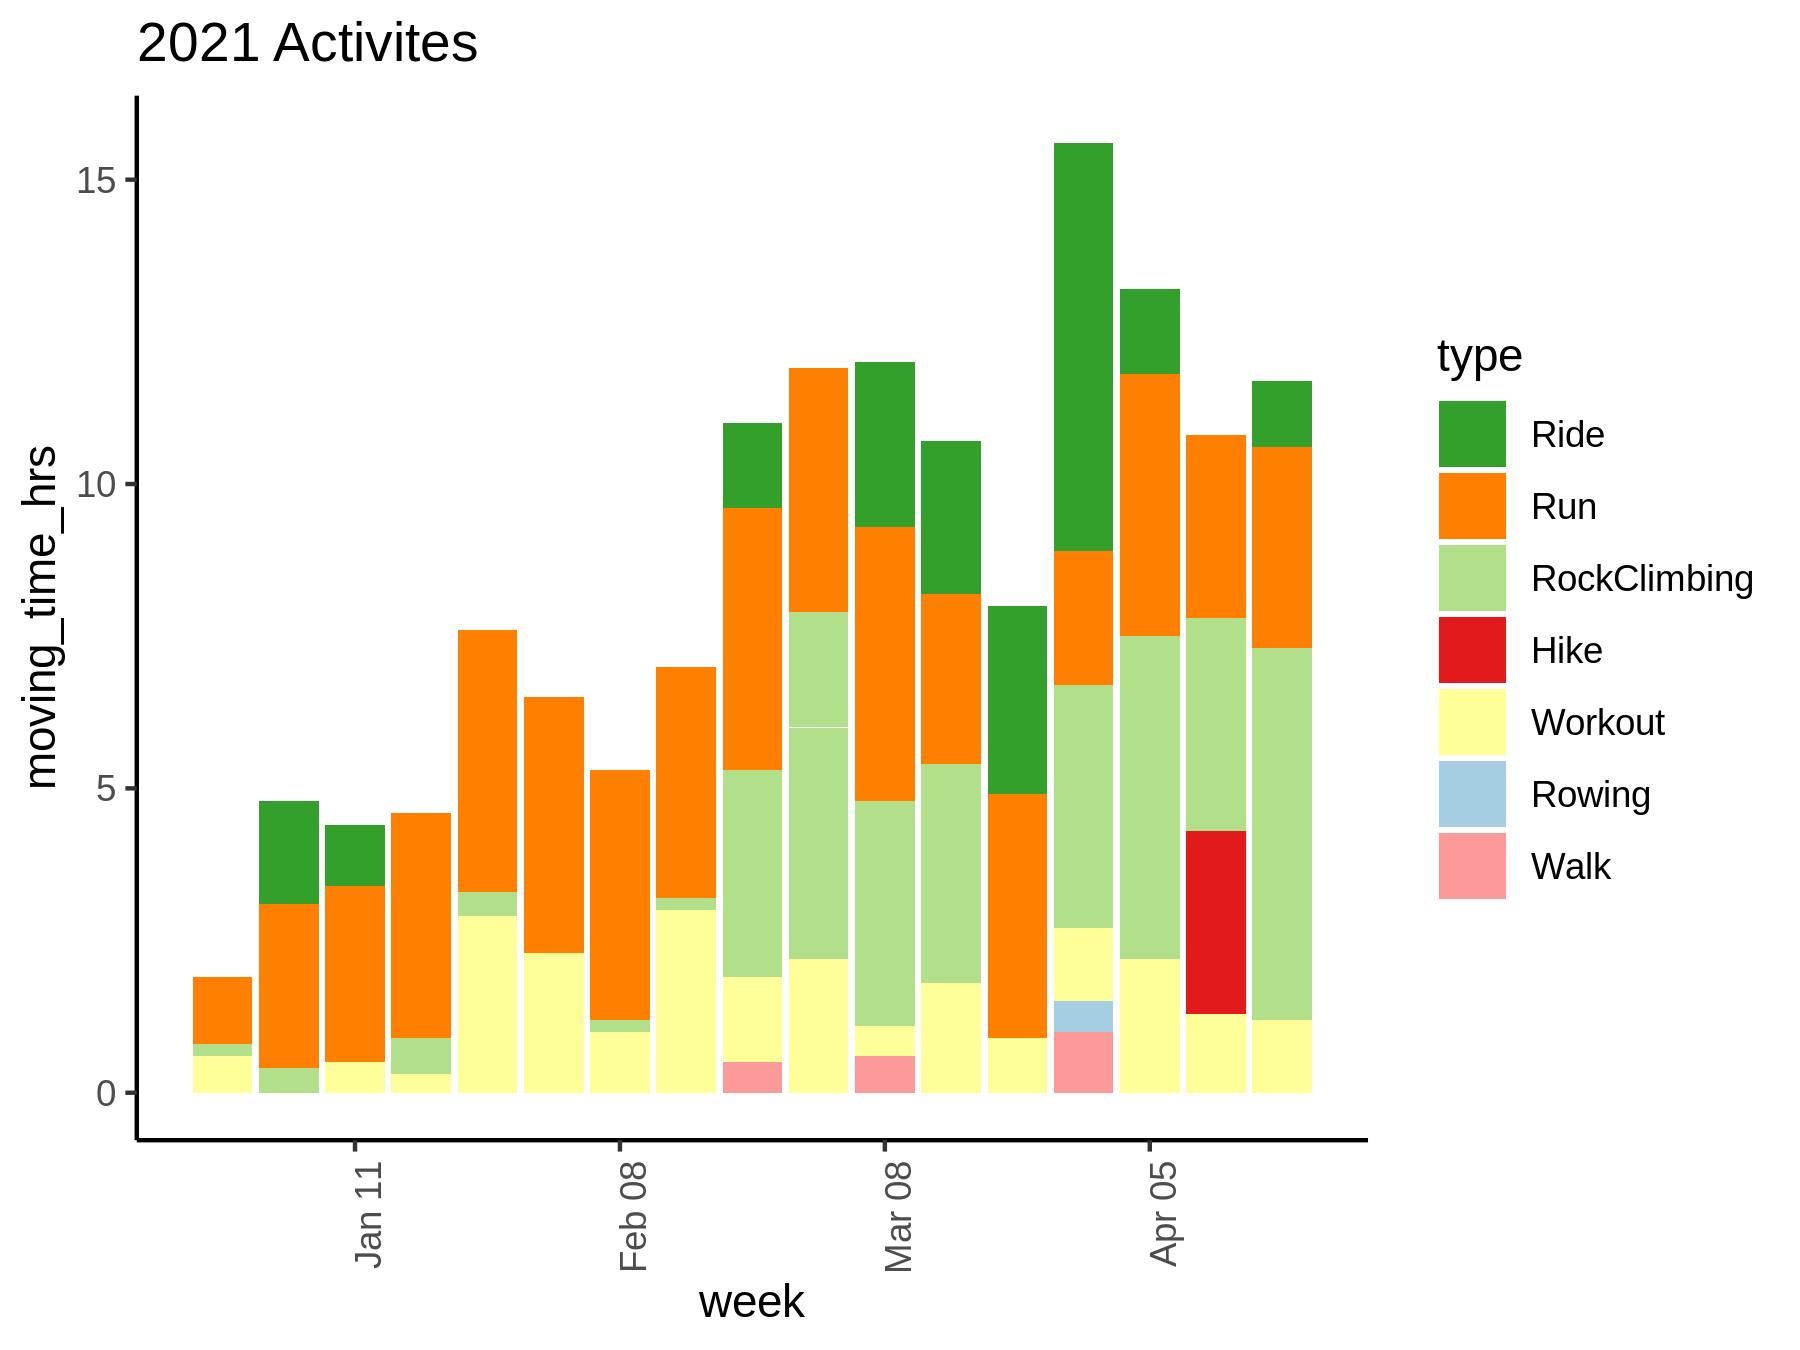 2021 Activites
moving_time_hrs
15
10
5
0
Jan 11
Feb 08
Mar 08
Apr 05
week
type
Ride
Run
RockClimbing
Hike
Workout
Rowing
Walk